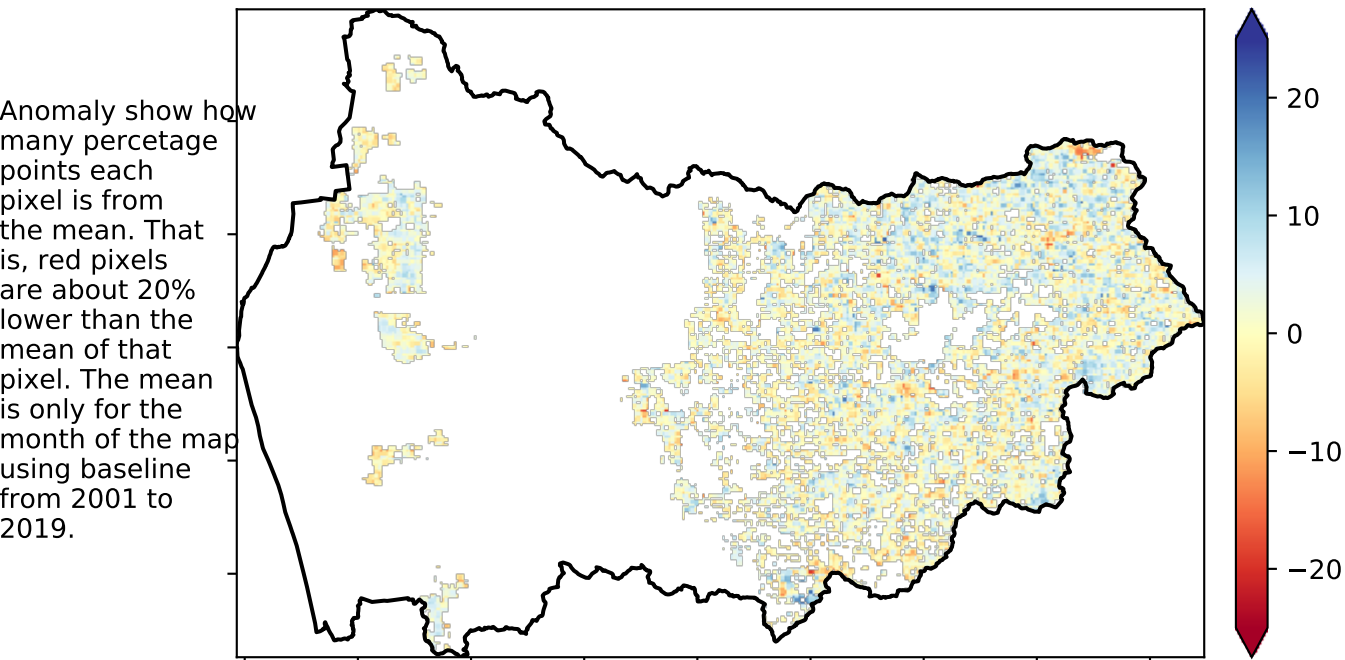 Anomaly show how
many percetage
points each
pixel is from
the mean. That
is, red pixels
are about 20%
lower than the
mean of that
pixel. The mean
is only for the
month of the map
using baseline
from 2001 to
2019.
20
10
0
−10
−20